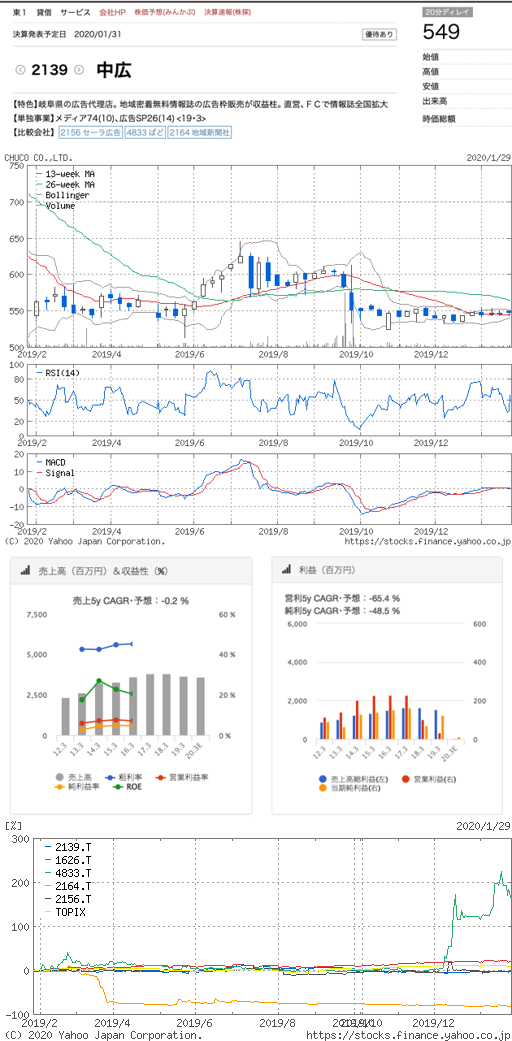 東1 貸借 サービス 会社HP 株価予想(みんかぶ) 決算速報(株探)
20分ディレイ
決算発表予定日 2020/01/31
優待あり
549
2139 中広
始値
高値
安値
出来高
時価総額
【特色】岐阜県の広告代理店。地域密着無料情報誌の広告枠販売が収益柱。直営、FCで情報誌全国拡大
【単独事業】メディア74(10)、広告SP26(14) <19・3>
【比較会社】 2156 セーラ広告 4833 ぱど 2164 地域新聞社
CHUCO CO.,LTD. 2020/1/29
750
13-week MA
26-week MA
Bollinger
Volume
700
650
600
550
500
2019/2 2019/4 2019/6 2019/8 2019/10 2019/12
100
RSI(14)
80
50
20
0
2019/2 2019/4 2019/6 2019/8 2019/10 2019/12
20
MACD
Signal
10
0
-10
-20
2019/2 2019/4 2019/6 2019/8 2019/10 2019/12
(C) 2020 Yahoo Japan Corporation. https://stocks.finance.yahoo.co.jp
売上高（百万円）＆収益性（%）
売上5y CAGR・予想：-0.2 %
7,500 60 %
5,000 40 %
2,500 20 %
0 0 %
12.3 13.3 14.3 15.3 16.3 17.3 18.3 19.3 20.3E
売上高 粗利率 営業利益率
純利益率 ROE
利益（百万円）
営利5y CAGR・予想：-65.4 %
純利5y CAGR・予想：-48.5 %
6,000 600
4,000 400
2,000 200
0 0
12.3 13.3 14.3 15.3 16.3 17.3 18.3 19.3 20.3E
売上高総利益(左) 営業利益(右)
当期純利益(右)
[%] 2020/1/29
300
2139.T
1626.T
4833.T
2164.T
2156.T
TOPIX
200
100
0
-100
2019/2 2019/4 2019/6 2019/8 2019/10 2019/12
(C) 2020 Yahoo Japan Corporation. https://stocks.finance.yahoo.co.jp